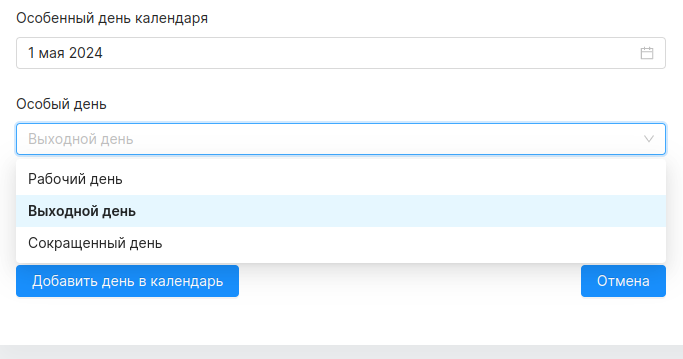 Особенный день календаря
1 мая 2024
Особый день
Выходной день
Рабочий день
Выходной день
Сокращенный день
Добавить день в календарь
Отмена